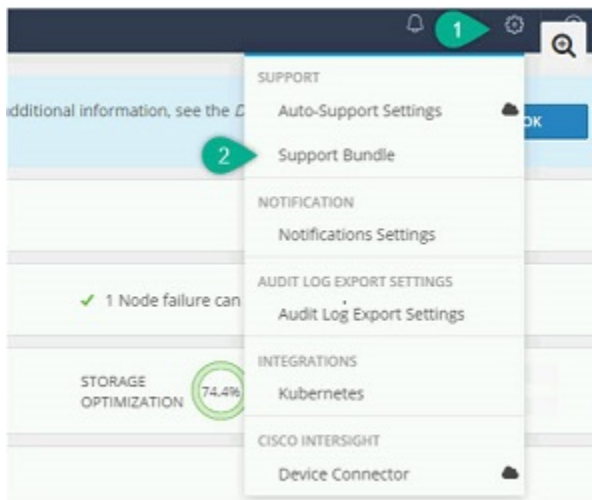 1
SUPPORT
additional information, see the D
Auto-Support Settings
OK
2
Support Bundle
NOTIFICATION
Notifications Settings
AUDIT LOG EXPORT SETTINGS
1 Node failure can
Audit Log Export Settings
INTEGRATIONS
STORAGE
OPTIMIZATION
74.4%
Kubernetes
CISCO INTERSIGHT
Device Connector